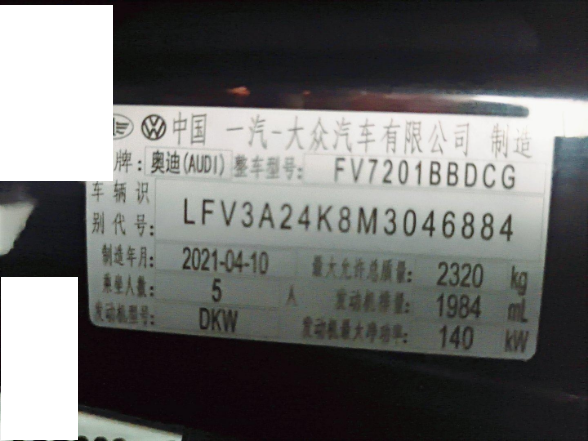 中国 一汽-大众汽车有限公司 制造
牌: 奥迪(AUDI) 整车型号: FV7201BBDCG
车辆识
别代号: LFV3A24K8M3046884
制造年月: 2021-04-10 最大允许总质量: 2320 kg
乘坐人数: 5 人 发动机排量: 1984 mL
发动机型号: DKW 发动机最大净功率: 140 kW